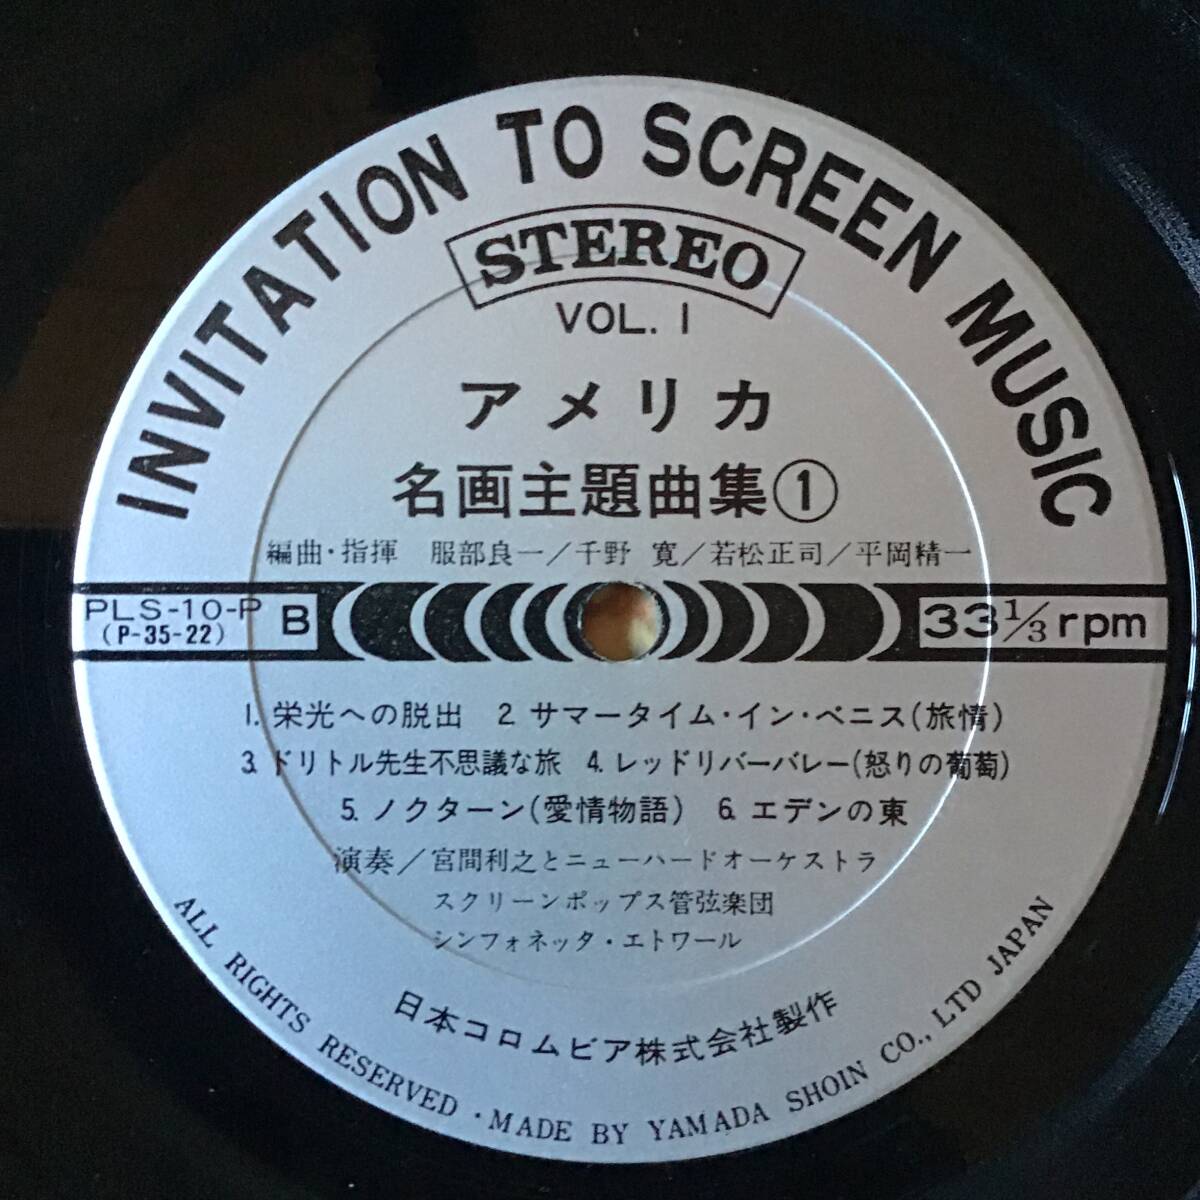 INVITATION TO SCREEN MUSIC
STEREO
VOL. 1
アメリカ
名画主題曲集①
編曲・指揮 服部良一／千野 寛／若松正司／平岡精一
PLS-10-P
(P-35-22)
B
33⅓rpm
1. 栄光への脱出 2. サマータイム・イン・ベニス(旅情)
3. ドリトル先生不思議な旅 4. レッドリバーバレー(怒りの葡萄)
5. ノクターン(愛情物語) 6. エデンの東
演奏／宮間利之とニューハードオーケストラ
スクリーンポップス管弦楽団
シンフォネッタ・エトワール
日本コロムビア株式会社製作
ALL RIGHTS RESERVED・MADE BY YAMADA SHOIN CO., LTD JAPAN